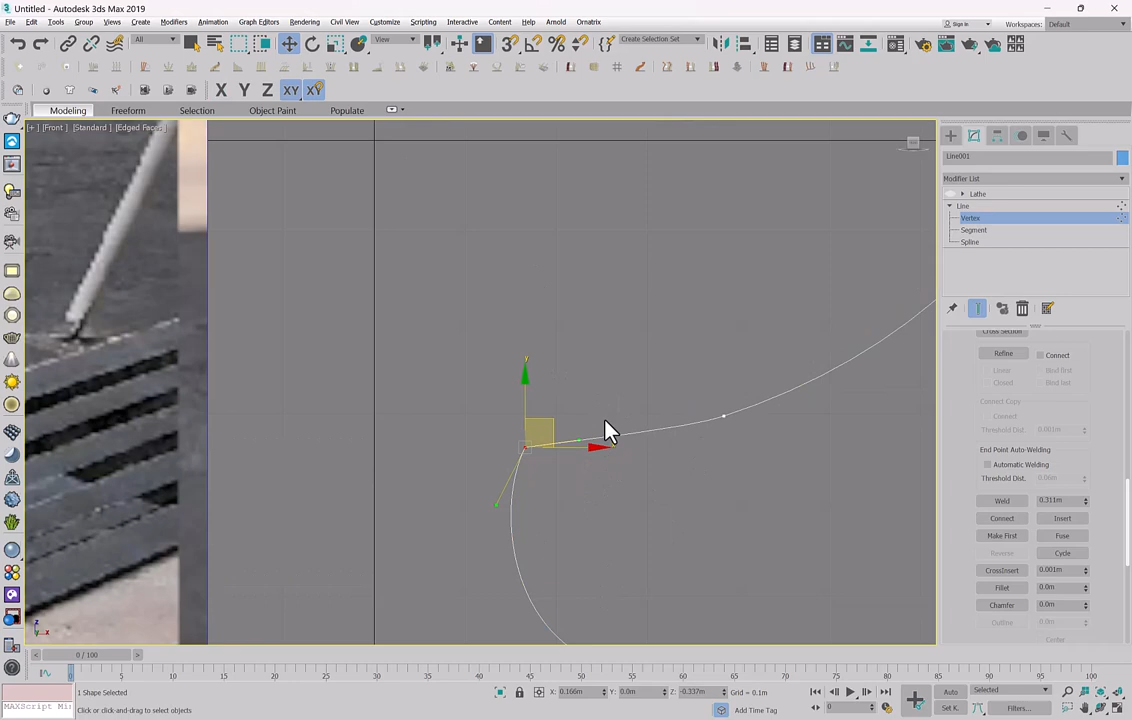 Untitled - Autodesk 3ds Max 2019
File Edit Tools Group Views Create Modifiers Animation Graph Editors Rendering Civil View Customize Scripting Interactive Content Help Arnold Ornatrix
Sign In Workspaces: Default
All View Create Selection Set
X Y Z XY XY
Modeling Freeform Selection Object Paint Populate
[+] [Front] [Standard] [Edged Faces]
Line001
Modifier List
Lathe
Line
Vertex
Segment
Spline
Cross Section
Refine Connect
Linear Bind first
Closed Bind last
Connect Copy
Connect
Threshold Dist. 0.001m
End Point Auto-Welding
Automatic Welding
Threshold Dist. 0.06m
Weld 0.311m
Connect Insert
Make First Fuse
Reverse Cycle
CrossInsert 0.001m
Fillet 0.0m
Chamfer 0.0m
Outline 0.0m
Center
y
z
x
0 / 100
0 5 10 15 20 25 30 35 40 45 50 55 60 65 70 75 80 85 90 95 100
1 Shape Selected
X: 0.166m Y: 0.0m Z: -0.337m Grid = 0.1m
Auto Selected
MAXScript Mi
Click or click-and-drag to select objects
Add Time Tag
0
Set K. Filters...